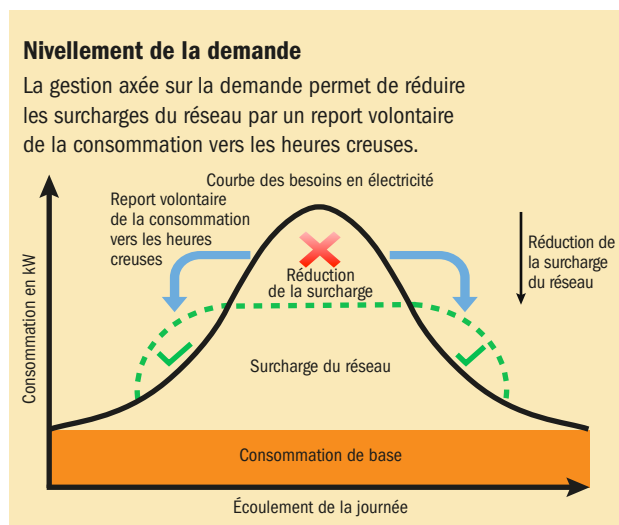 Nivellement de la demande
La gestion axée sur la demande permet de réduire
les surcharges du réseau par un report volontaire
de la consommation vers les heures creuses.
Courbe des besoins en électricité
Report volontaire
de la consommation
vers les heures
creuses
Réduction de
la surcharge
du réseau
Réduction
de la surcharge
Consommation en kW
Surcharge du réseau
Consommation de base
Écoulement de la journée